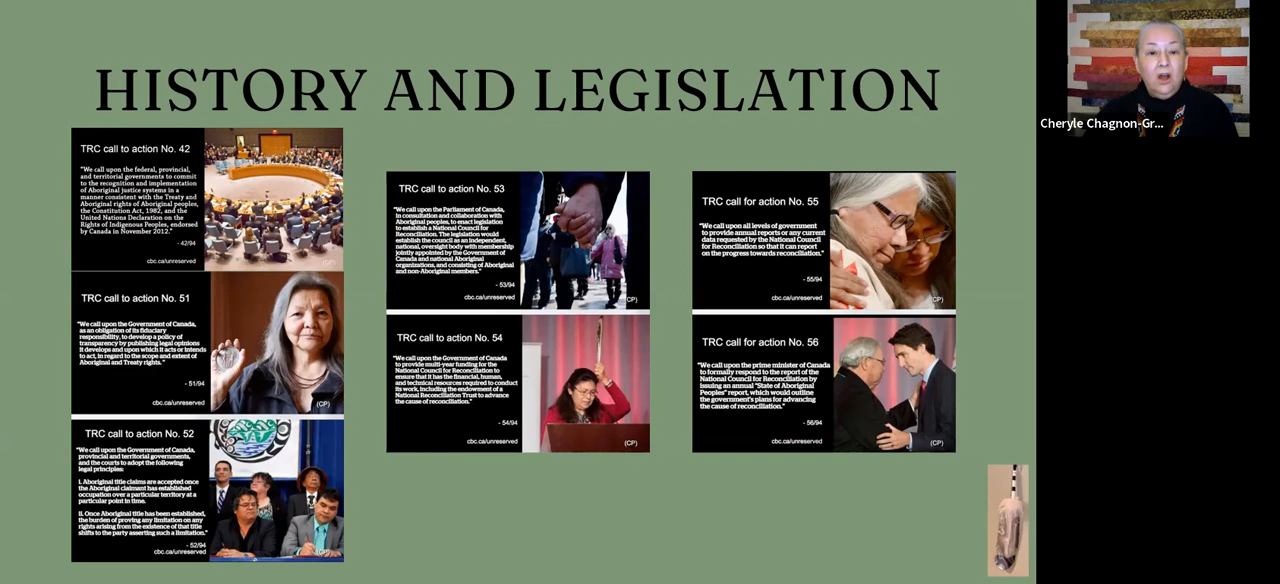 HISTORY AND LEGISLATION
TRC call to action No. 42
"We call upon the federal, provincial,
and territorial governments to commit
to the recognition and implementation
of Aboriginal justice systems in a
manner consistent with the Treaty and
Aboriginal rights of Aboriginal peoples,
the Constitution Act, 1982, and the
United Nations Declaration on the
Rights of Indigenous Peoples, endorsed
by Canada in November 2012."
- 42/94
cbc.ca/unreserved
(CP)
TRC call to action No. 51
"We call upon the Government of Canada,
as an obligation of its fiduciary
responsibility, to develop a policy of
transparency by publishing legal opinions
it develops and upon which it acts or intends
to act, in regard to the scope and extent of
Aboriginal and Treaty rights. "
- 51/94
cbc.ca/unreserved
(CP)
TRC call to action No. 52
"We call upon the Government of Canada,
provincial and territorial governments,
and the courts to adopt the following
legal principles:
I. Aboriginal title claims are accepted once
the Aboriginal claimant has established
occupation over a particular territory at a
particular point in time.
II. Once Aboriginal title has been established,
the burden of proving any limitation on any
rights arising from the existence of that title
shifts to the party asserting such a limitation."
- 52/94
cbc.ca/unreserved
(CP)
TRC call to action No. 53
"We call upon the Parliament of Canada,
in consultation and collaboration with
Aboriginal peoples, to enact legislation
to establish a National Council for
Reconciliation. The legislation would
establish the council as an independent,
national, oversight body with membership
jointly appointed by the Government of
Canada and national Aboriginal
organizations, and consisting of Aboriginal
and non-Aboriginal members."
- 53/94
cbc.ca/unreserved
(CP)
TRC call to action No. 54
"We call upon the Government of Canada
to provide multi-year funding for the
National Council for Reconciliation to
ensure that it has the financial, human,
and technical resources required to conduct
its work, including the endowment of a
National Reconciliation Trust to advance
the cause of reconciliation."
- 54/94
cbc.ca/unreserved
(CP)
TRC call for action No. 55
"We call upon all levels of government
to provide annual reports or any current
data requested by the National Council
for Reconciliation so that it can report
on the progress towards reconciliation."
- 55/94
cbc.ca/unreserved
(CP)
TRC call for action No. 56
"We call upon the prime minister of Canada
to formally respond to the report of the
National Council for Reconciliation by
issuing an annual "State of Aboriginal
Peoples" report, which would outline
the government's plans for advancing
the cause of reconciliation."
- 56/94
cbc.ca/unreserved
(CP)
Cheryle Chagnon-Gr...